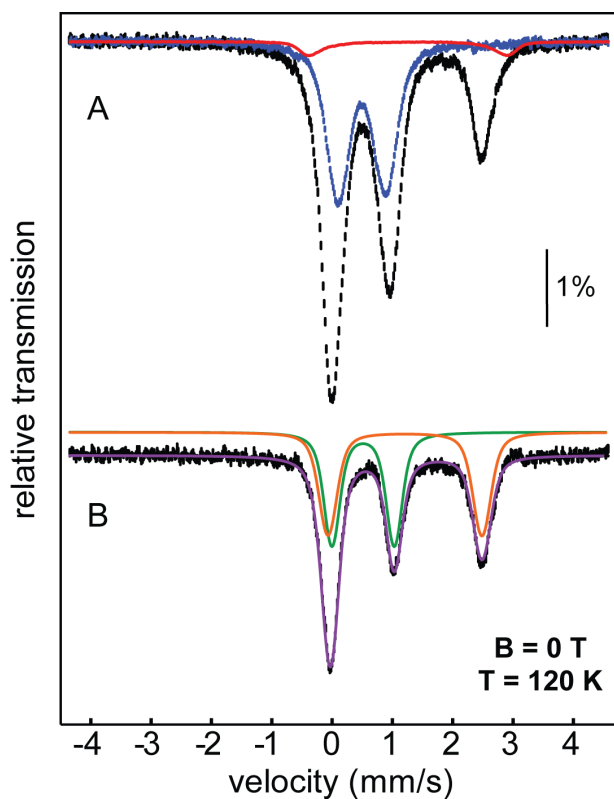 A
1%
relative transmission
B
B = 0 T
T = 120 K
-4 -3 -2 -1 0 1 2 3 4
velocity (mm/s)